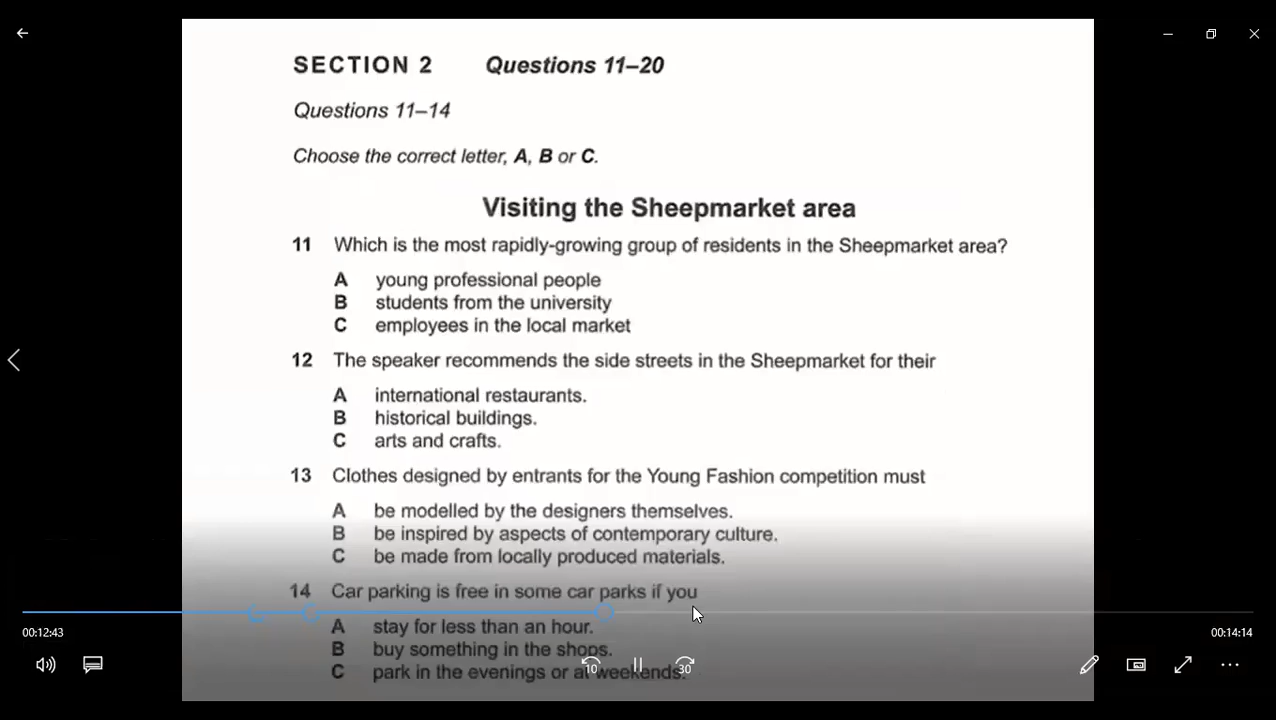 SECTION 2 Questions 11–20
Questions 11–14
Choose the correct letter, A, B or C.
Visiting the Sheepmarket area
11 Which is the most rapidly-growing group of residents in the Sheepmarket area?
A young professional people
B students from the university
C employees in the local market
12 The speaker recommends the side streets in the Sheepmarket for their
A international restaurants.
B historical buildings.
C arts and crafts.
13 Clothes designed by entrants for the Young Fashion competition must
A be modelled by the designers themselves.
B be inspired by aspects of contemporary culture.
C be made from locally produced materials.
14 Car parking is free in some car parks if you
00:12:43 00:14:14
A stay for less than an hour.
B buy something in the shops.
C park in the evenings or at weekends.
10 30